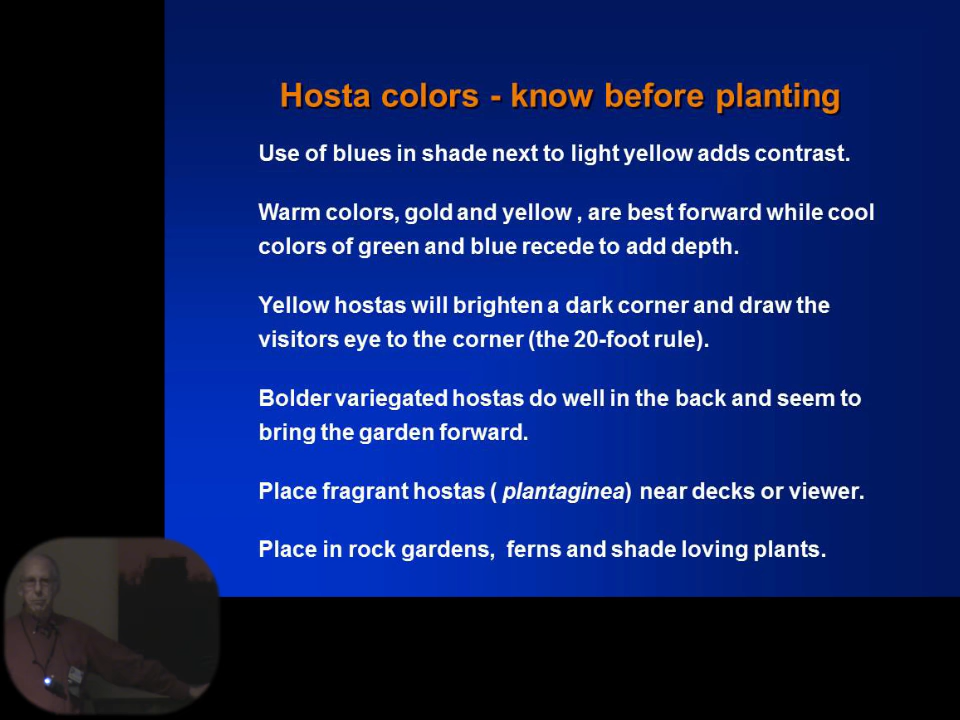 Hosta colors - know before planting
Use of blues in shade next to light yellow adds contrast.
Warm colors, gold and yellow , are best forward while cool
colors of green and blue recede to add depth.
Yellow hostas will brighten a dark corner and draw the
visitors eye to the corner (the 20-foot rule).
Bolder variegated hostas do well in the back and seem to
bring the garden forward.
Place fragrant hostas ( plantaginea) near decks or viewer.
Place in rock gardens,  ferns and shade loving plants.